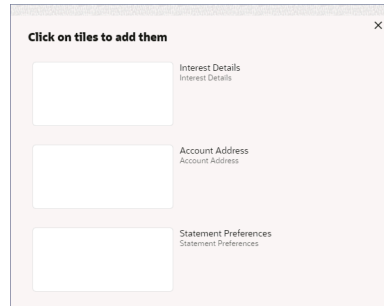 Click on tiles to add them
Interest Details
Interest Details
Account Address
Account Address
Statement Preferences
Statement Preferences